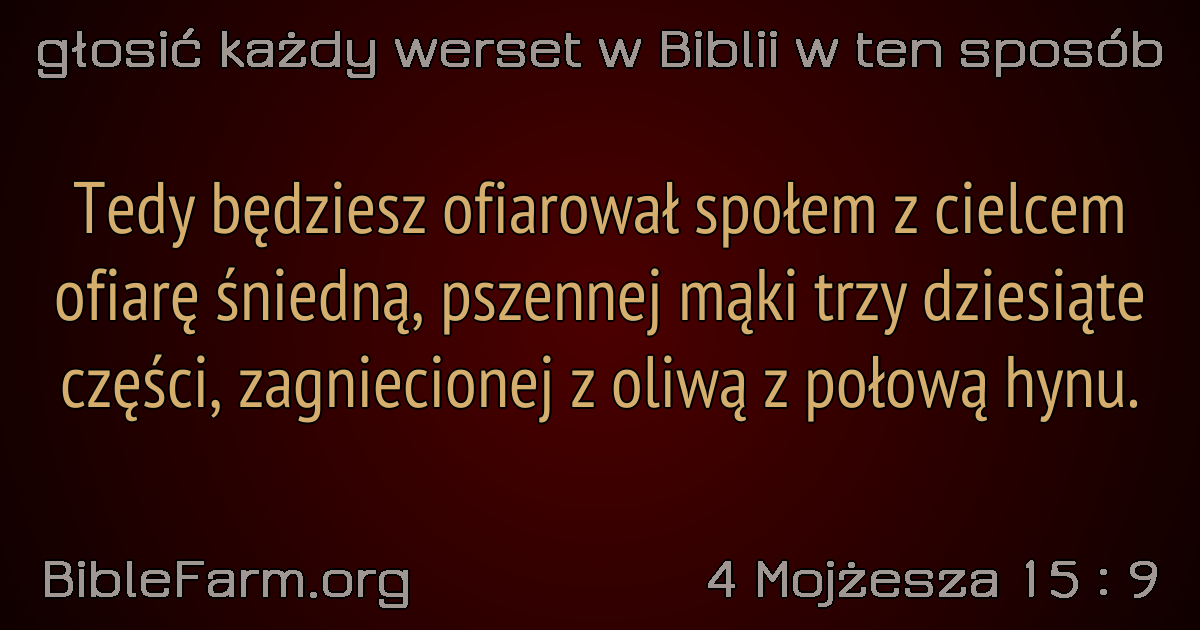 głosić każdy werset w Biblii w ten sposób
Tedy będziesz ofiarował społem z cielcem
ofiarę śniedną, pszennej mąki trzy dziesiąte
części, zagniecionej z oliwą z połową hynu.
BibleFarm.org
4 Mojżesza 15 : 9